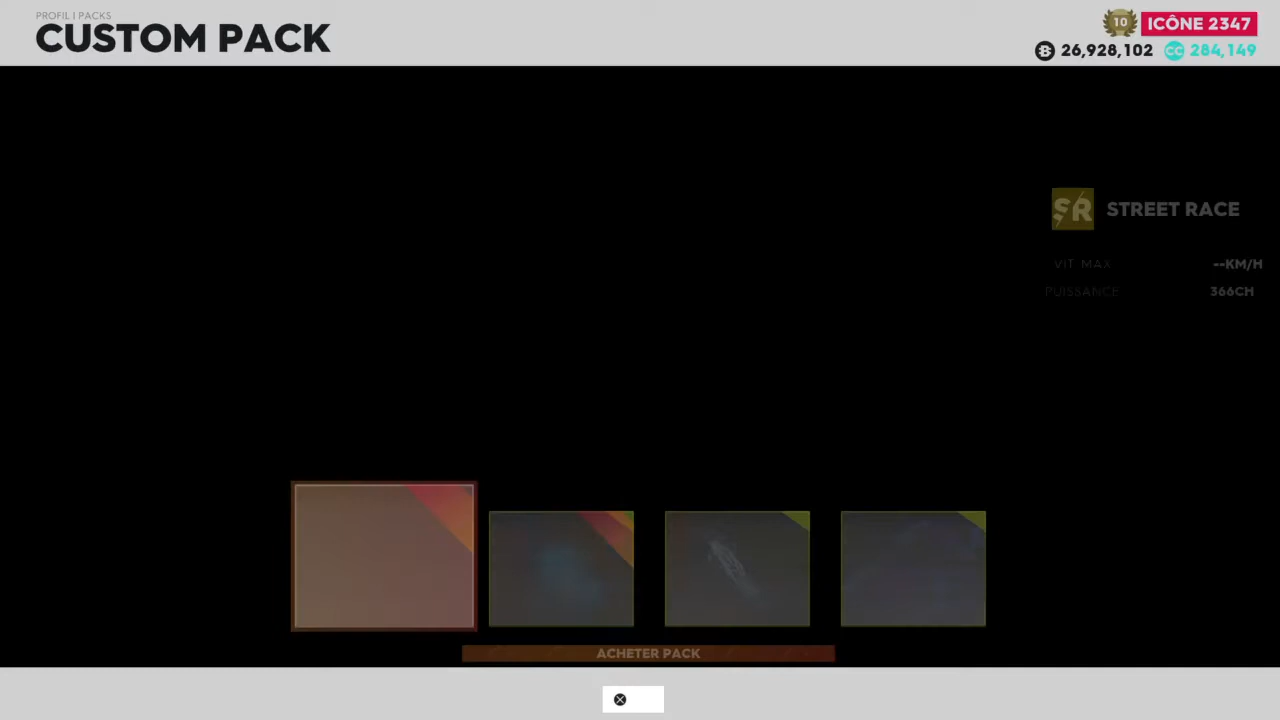 PROFIL I PACKS
CUSTOM PACK
10
ICÔNE 2347
26,928,102
CC 284,149
SR STREET RACE
VIT MAX --KM/H
PUISSANCE 366CH
ACHETER PACK